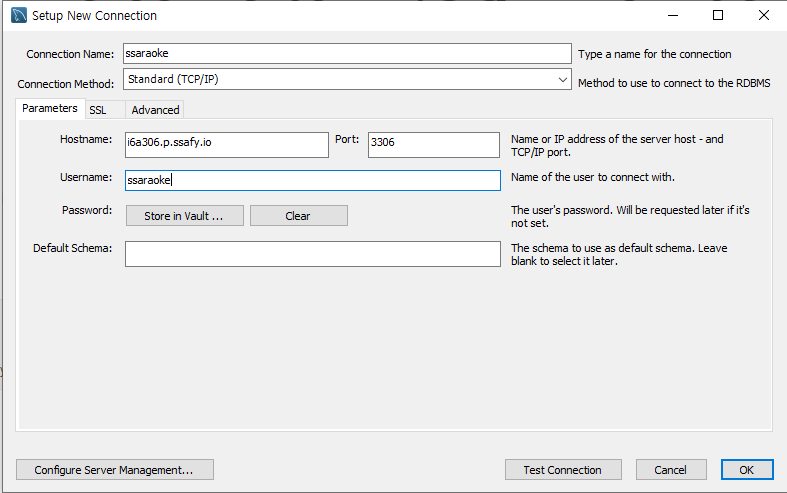 Setup New Connection
Connection Name: ssaraoke Type a name for the connection
Connection Method: Standard (TCP/IP) Method to use to connect to the RDBMS
Parameters SSL Advanced
Hostname: i6a306.p.ssafy.io Port: 3306 Name or IP address of the server host - and
TCP/IP port.
Username: ssaraoke Name of the user to connect with.
Password: Store in Vault ... Clear The user's password. Will be requested later if it's
not set.
Default Schema: The schema to use as default schema. Leave
blank to select it later.
Configure Server Management... Test Connection Cancel OK